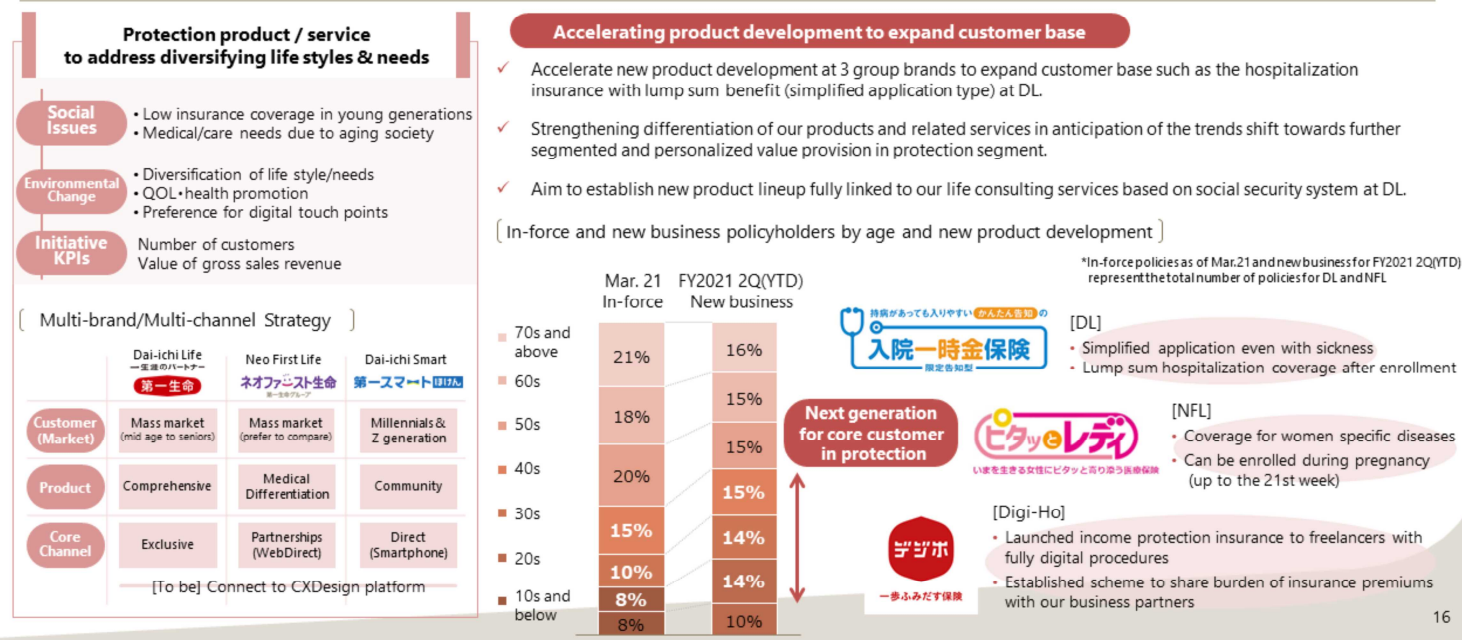 Protection product / service
to address diversifying life styles & needs
Social
Issues
• Low insurance coverage in young generations
• Medical/care needs due to aging society
Environmental
Change
• Diversification of life style/needs
• QOL・health promotion
• Preference for digital touch points
Initiative
KPIs
Number of customers
Value of gross sales revenue
[ Multi-brand/Multi-channel Strategy ]
Dai-ichi Life
一生涯のパートナー
第一生命
Neo First Life
ネオファースト生命
第一生命グループ
Dai-ichi Smart
第一スマートほけん
Customer
(Market)
Mass market
(mid age to seniors)
Mass market
(prefer to compare)
Millennials &
Z generation
Product
Comprehensive
Medical
Differentiation
Community
Core
Channel
Exclusive
Partnerships
(WebDirect)
Direct
(Smartphone)
[To be] Connect to CXDesign platform
Accelerating product development to expand customer base
✓ Accelerate new product development at 3 group brands to expand customer base such as the hospitalization
insurance with lump sum benefit (simplified application type) at DL.
✓ Strengthening differentiation of our products and related services in anticipation of the trends shift towards further
segmented and personalized value provision in protection segment.
✓ Aim to establish new product lineup fully linked to our life consulting services based on social security system at DL.
[ In-force and new business policyholders by age and new product development ]
*In-force policies as of Mar.21 and new business for FY2021 2Q(YTD)
represent the total number of policies for DL and NFL
Mar. 21
In-force
FY2021 2Q(YTD)
New business
70s and
above
60s
50s
40s
30s
20s
10s and
below
21%
18%
20%
15%
10%
8%
8%
16%
15%
15%
15%
14%
14%
10%
Next generation
for core customer
in protection
持病があっても入りやすい かんたん告知 の
入院一時金保険
限定告知型
[DL]
• Simplified application even with sickness
• Lump sum hospitalization coverage after enrollment
ピタッとレディ
いまを生きる女性にピタッと寄り添う医療保険
[NFL]
• Coverage for women specific diseases
• Can be enrolled during pregnancy
(up to the 21st week)
デジホ
一歩ふみだす保険
[Digi-Ho]
• Launched income protection insurance to freelancers with
fully digital procedures
• Established scheme to share burden of insurance premiums
with our business partners
16